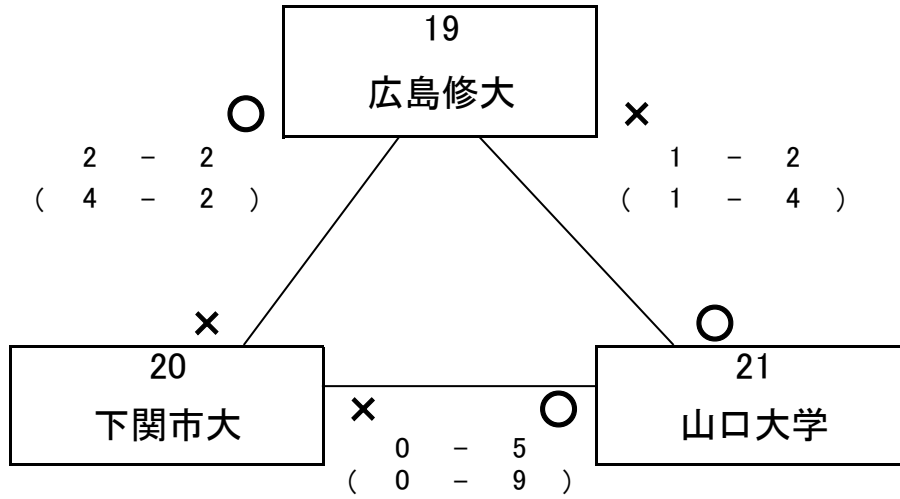 19
広島修大
○
×
2 - 2
( 4 - 2 )
1 - 2
( 1 - 4 )
×
○
20
下関市大
21
山口大学
×
○
0 - 5
( 0 - 9 )